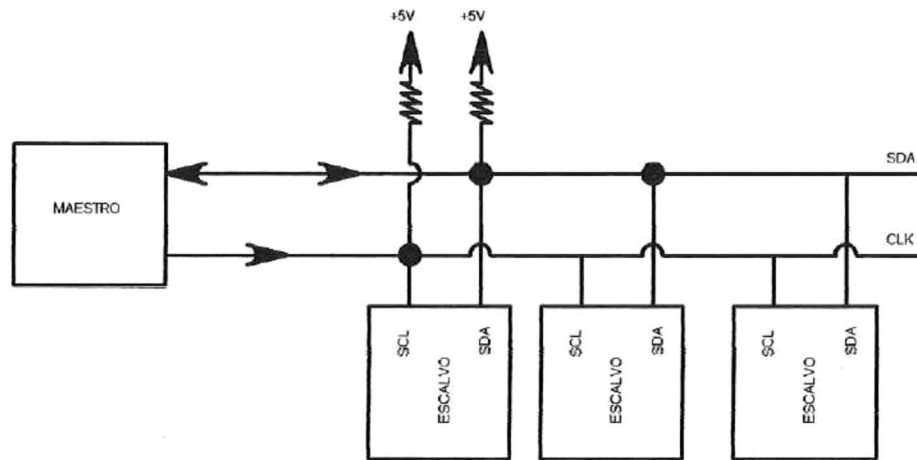 +5V
+5V
SDA
MAESTRO
CLK
SCL
SDA
ESCALVO
SCL
SDA
ESCALVO
SCL
SDA
ESCALVO